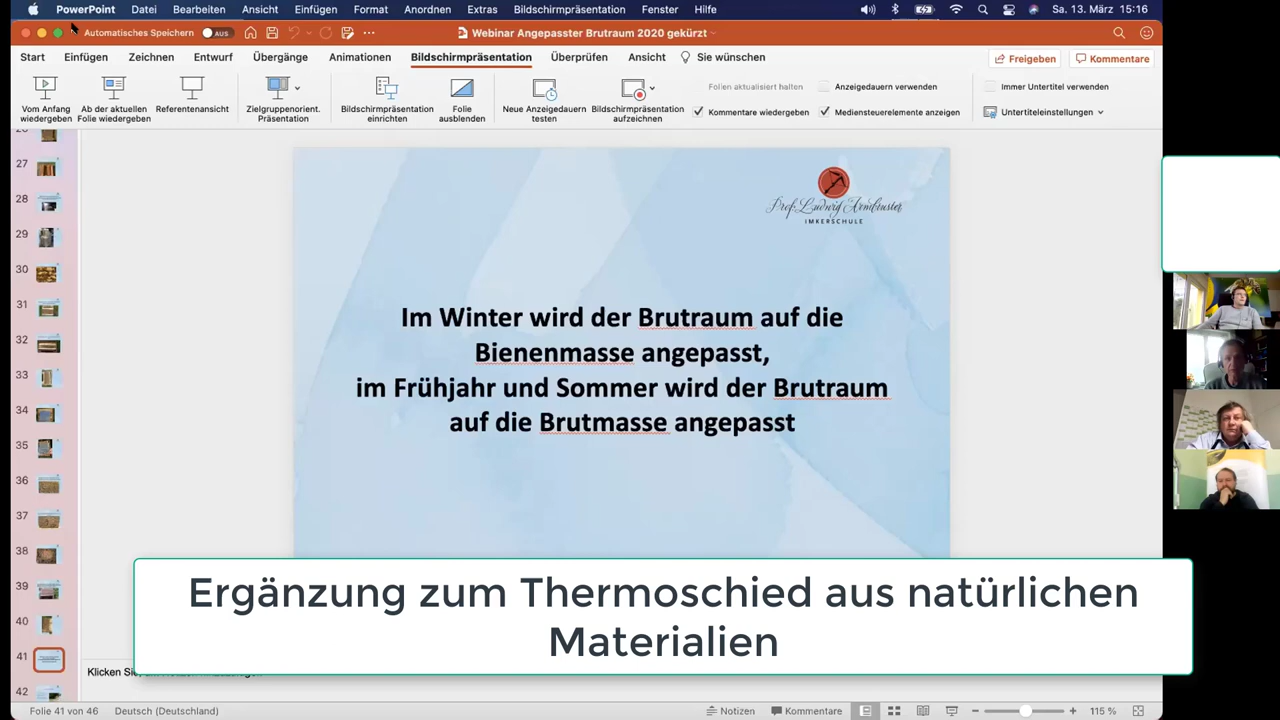 PowerPoint Datei Bearbeiten Ansicht Einfügen Format Anordnen Extras Bildschirmpräsentation Fenster Hilfe Sa. 13. März 15:16
Automatisches Speichern AUS Webinar Angepasster Brutraum 2020 gekürzt
Start Einfügen Zeichnen Entwurf Übergänge Animationen Bildschirmpräsentation Überprüfen Ansicht Sie wünschen Freigeben Kommentare
Vom Anfang wiedergeben
Ab der aktuellen Folie wiedergeben
Referentenansicht
Zielgruppenorient. Präsentation
Bildschirmpräsentation einrichten
Folie ausblenden
Neue Anzeigedauern testen
Bildschirmpräsentation aufzeichnen
Folien aktualisiert halten
Kommentare wiedergeben
Anzeigedauern verwenden
Mediensteuerelemente anzeigen
Immer Untertitel verwenden
Untertiteleinstellungen
27
28
29
30
31
32
33
34
35
36
37
38
39
40
41
42
Prof. Ludwig Armbruster
IMKERSCHULE
Im Winter wird der Brutraum auf die
Bienenmasse angepasst,
im Frühjahr und Sommer wird der Brutraum
auf die Brutmasse angepasst
Ergänzung zum Thermoschied aus natürlichen
Materialien
Klicken Sie
Folie 41 von 46 Deutsch (Deutschland) Notizen Kommentare 115 %